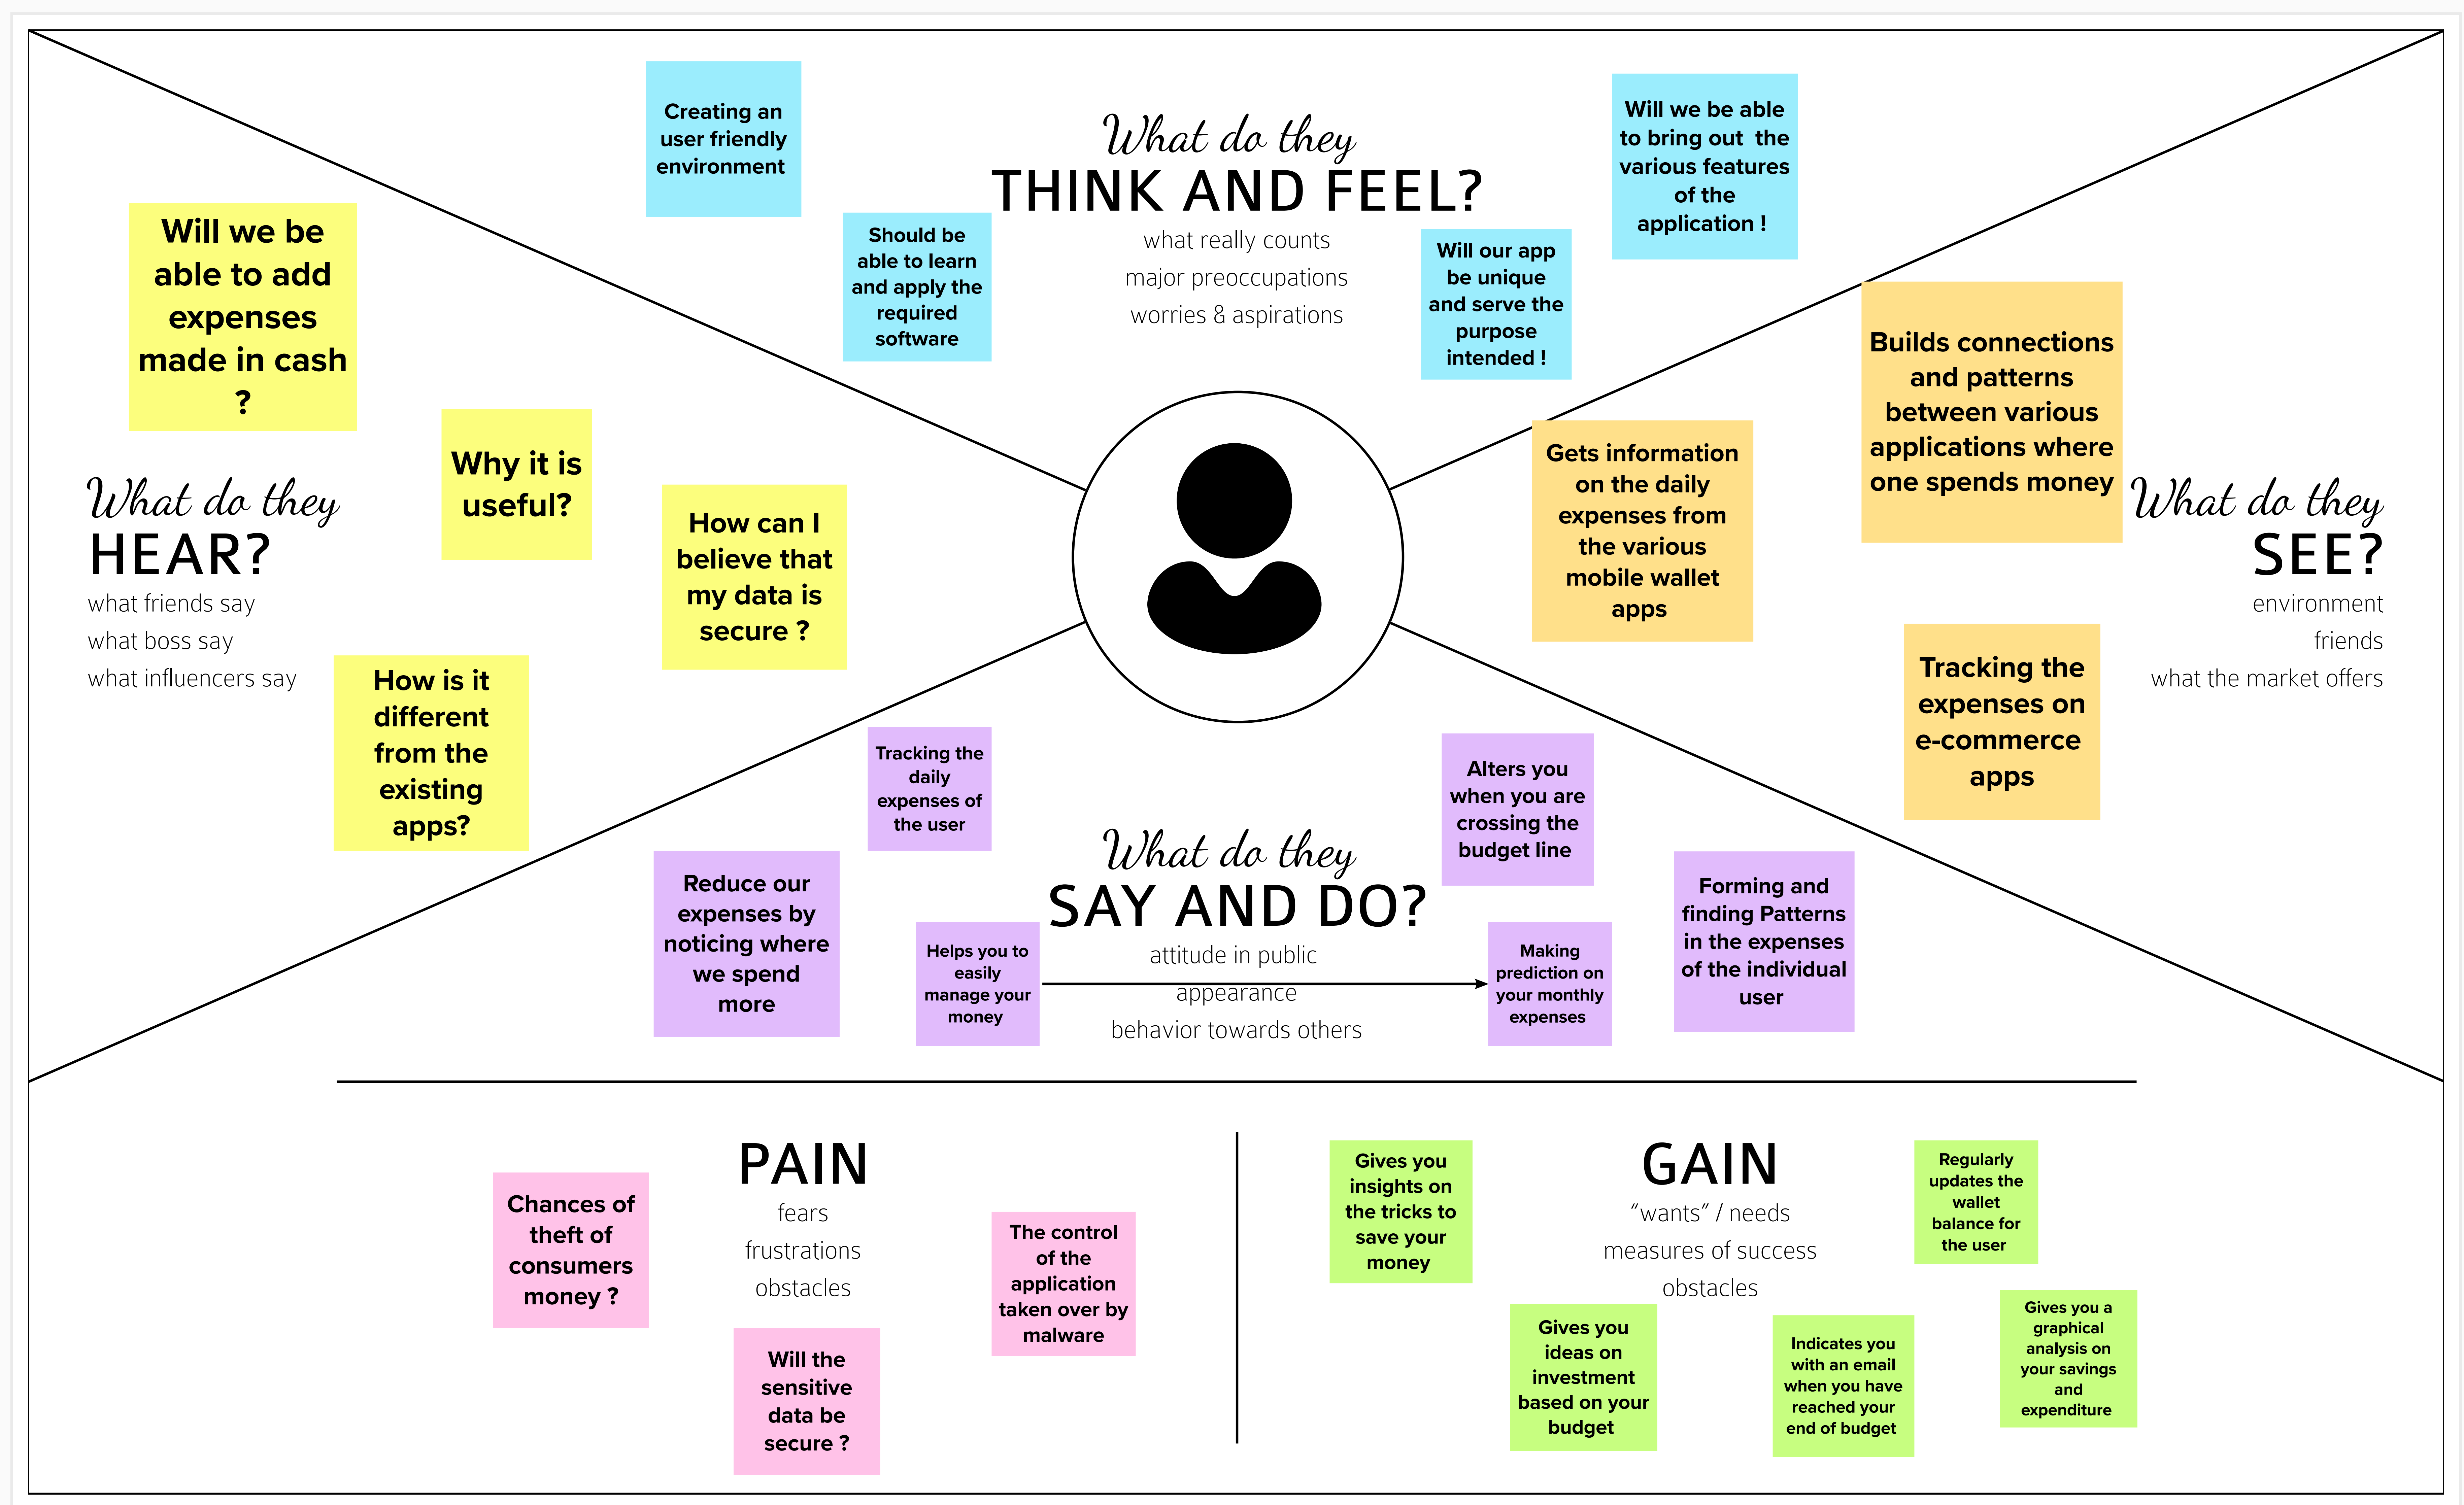 Creating an
user friendly
environment
Should be
able to learn
and apply the
required
software
What do they
THINK AND FEEL?
what really counts
major preoccupations
worries & aspirations
Will our app
be unique
and serve the
purpose
intended !
Will we be able
to bring out the
various features
of the
application !
Will we be
able to add
expenses
made in cash
?
Why it is
useful?
How can I
believe that
my data is
secure ?
What do they
HEAR?
what friends say
what boss say
what influencers say
How is it
different
from the
existing
apps?
Gets information
on the daily
expenses from
the various
mobile wallet
apps
Builds connections
and patterns
between various
applications where
one spends money
What do they
SEE?
environment
friends
what the market offers
Tracking the
expenses on
e-commerce
apps
Tracking the
daily
expenses of
the user
Reduce our
expenses by
noticing where
we spend
more
Helps you to
easily
manage your
money
What do they
SAY AND DO?
attitude in public
appearance
behavior towards others
Alters you
when you are
crossing the
budget line
Making
prediction on
your monthly
expenses
Forming and
finding Patterns
in the expenses
of the individual
user
PAIN
fears
frustrations
obstacles
Chances of
theft of
consumers
money ?
Will the
sensitive
data be
secure ?
The control
of the
application
taken over by
malware
GAIN
“wants” / needs
measures of success
obstacles
Gives you
insights on
the tricks to
save your
money
Gives you
ideas on
investment
based on your
budget
Indicates you
with an email
when you have
reached your
end of budget
Regularly
updates the
wallet
balance for
the user
Gives you a
graphical
analysis on
your savings
and
expenditure